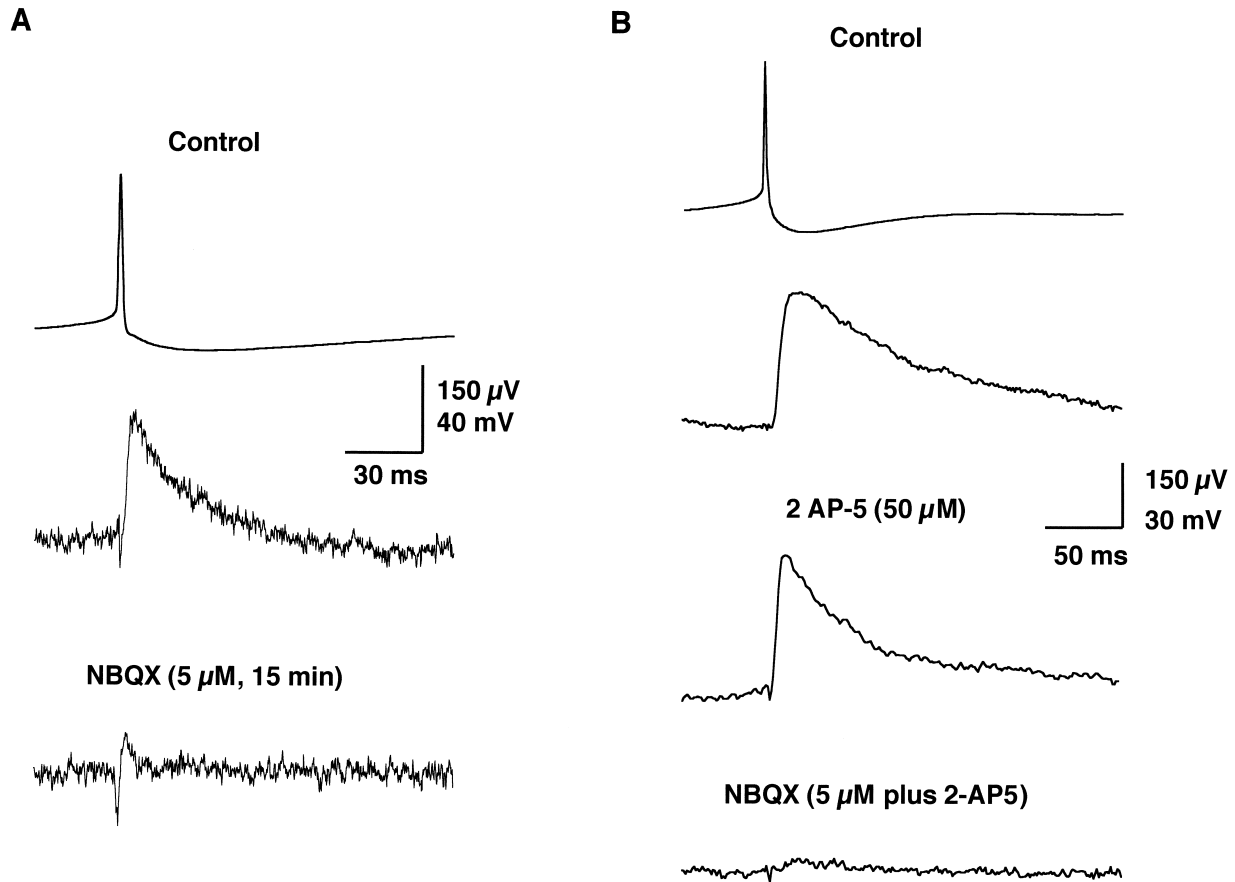 A
Control
150 µV
40 mV
30 ms
NBQX (5 µM, 15 min)
B
Control
2 AP-5 (50 µM)
150 µV
30 mV
50 ms
NBQX (5 µM plus 2-AP5)